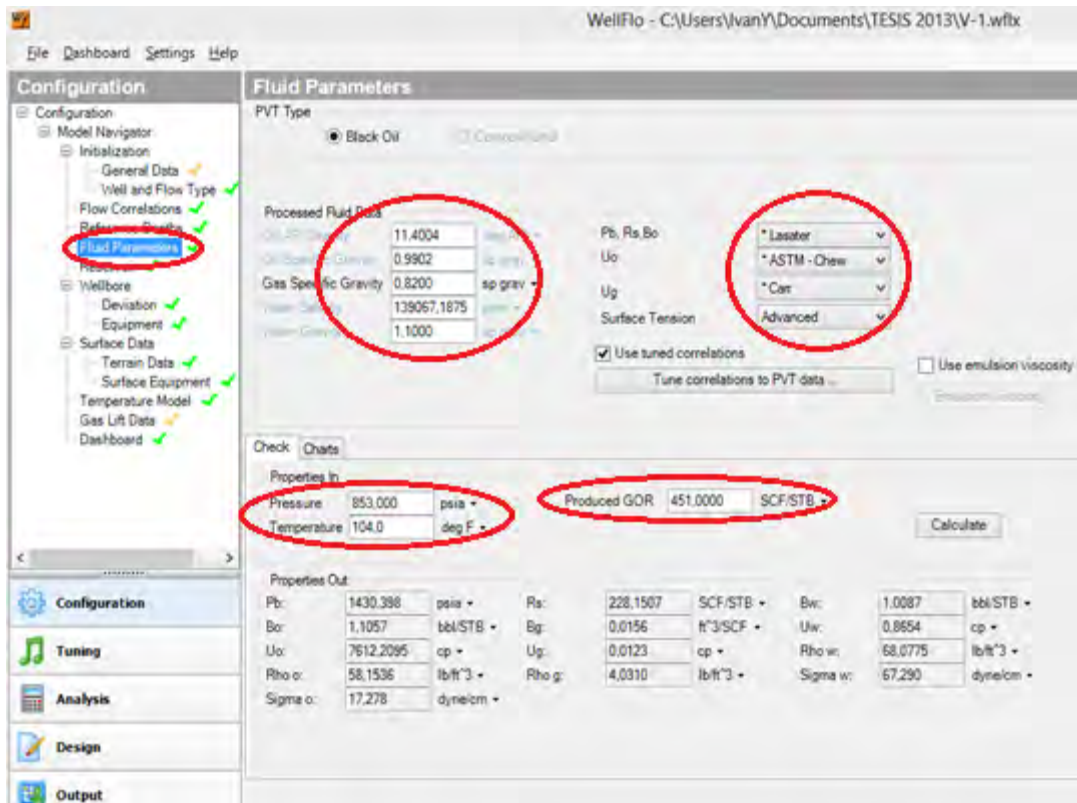 WellFlo - C:\Users\IvanY\Documents\TESIS 2013\V-1.wflx
File Dashboard Settings Help
Configuration
Configuration
Model Navigator
Initialization
General Data
Well and Flow Type
Flow Correlations
Fluid Parameters
Wellbore
Deviation
Equipment
Surface Data
Terrain Data
Surface Equipment
Temperature Model
Gas Lift Data
Dashboard
Configuration
Tuning
Analysis
Design
Output
Fluid Parameters
PVT Type
Black Oil
Processed Fluid Data
11.4004
0.9902
Gas Specific Gravity 0.8200 sp grav
139067,1875
1.1000
Pb, Rs,Bo * Lasater
Uo * ASTM - Chew
Ug * Carr
Surface Tension Advanced
Use tuned correlations
Use emulsion viscosity
Tune correlations to PVT data ...
Check Charts
Properties In
Pressure 853,000 psia
Produced GOR 451,0000 SCF/STB
Temperature 104.0 deg F
Calculate
Properties Out
Pb: 1430,398 psia Rs: 228,1507 SCF/STB Bw: 1,0087 bbl/STB
Bo: 1,1057 bbl/STB Bg: 0,0156 ft^3/SCF Uw: 0,8654 cp
Uo: 7612,2095 cp Ug: 0,0123 cp Rho w: 68,0775 lb/ft^3
Rho o: 58,1536 lb/ft^3 Rho g: 4,0310 lb/ft^3 Sigma w: 67,290 dyne/cm
Sigma o: 17,278 dyne/cm